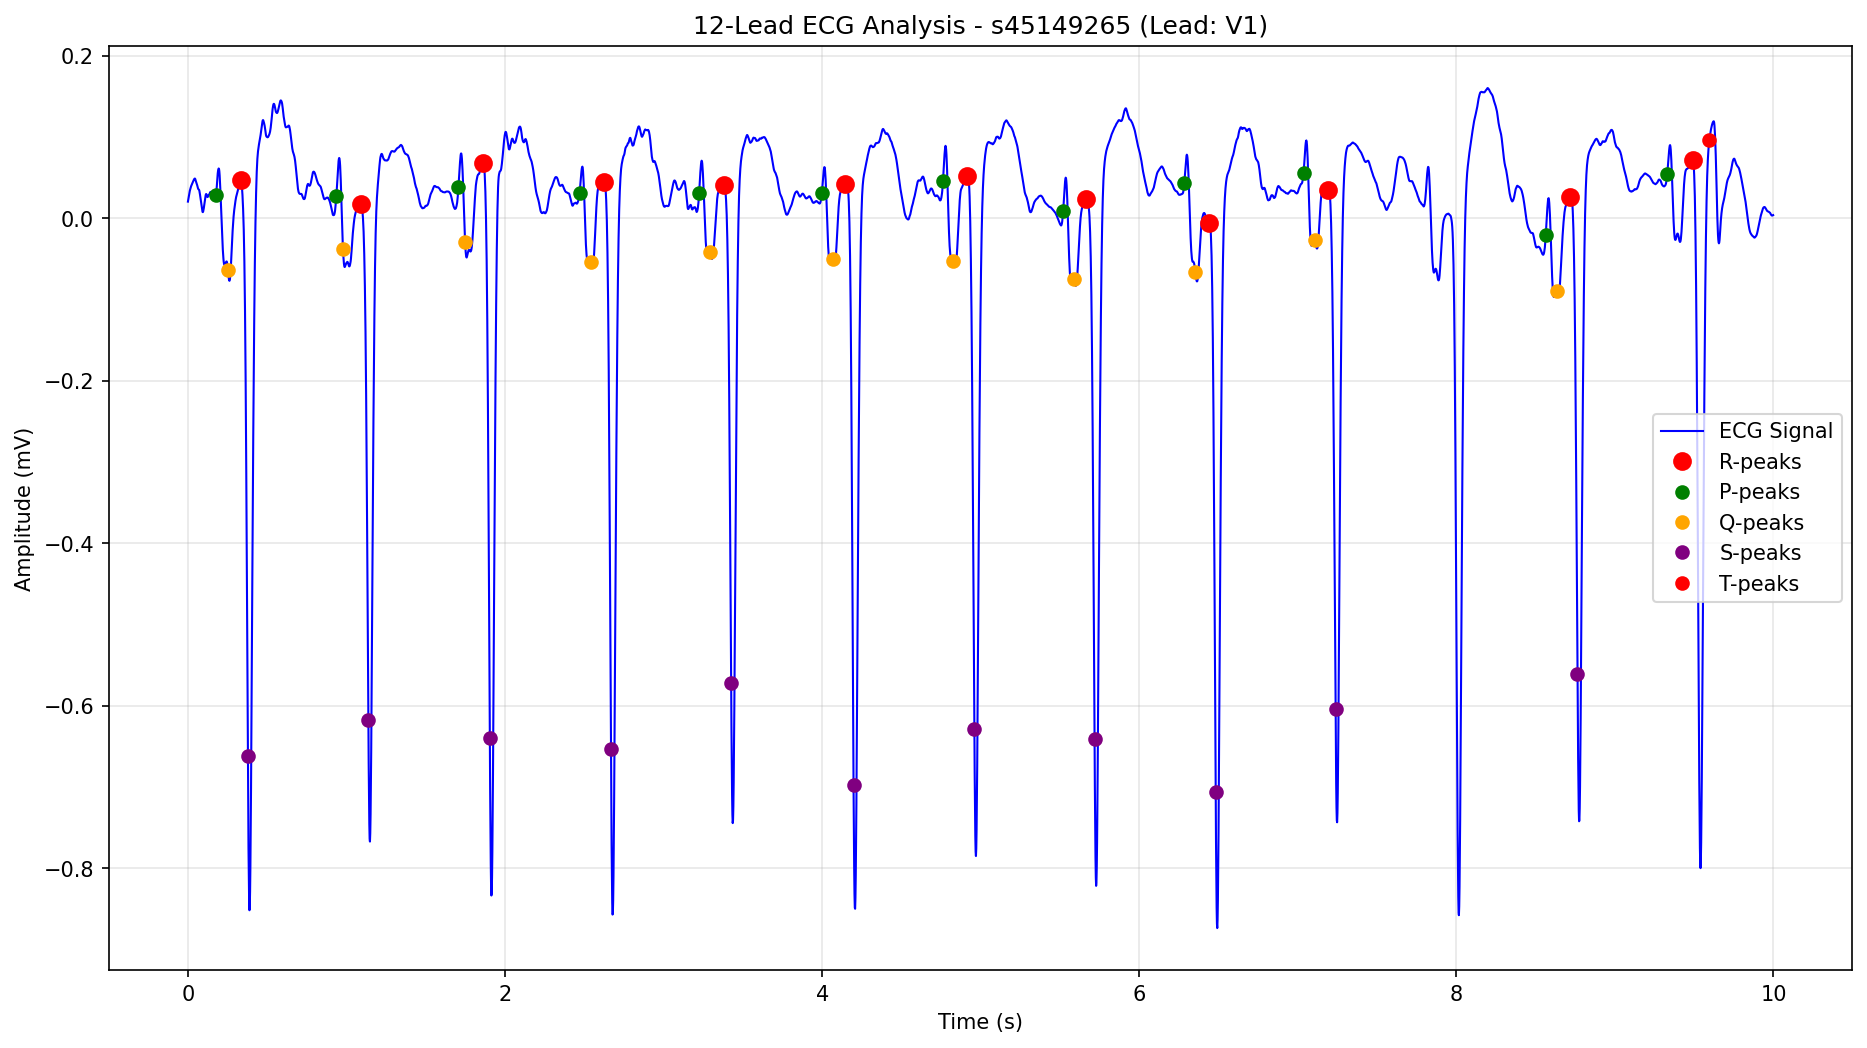 12-Lead ECG Analysis - s45149265 (Lead: V1)
0.2
0.0
−0.2
−0.4
−0.6
−0.8
Amplitude (mV)
ECG Signal
R-peaks
P-peaks
Q-peaks
S-peaks
T-peaks
0 2 4 6 8 10
Time (s)